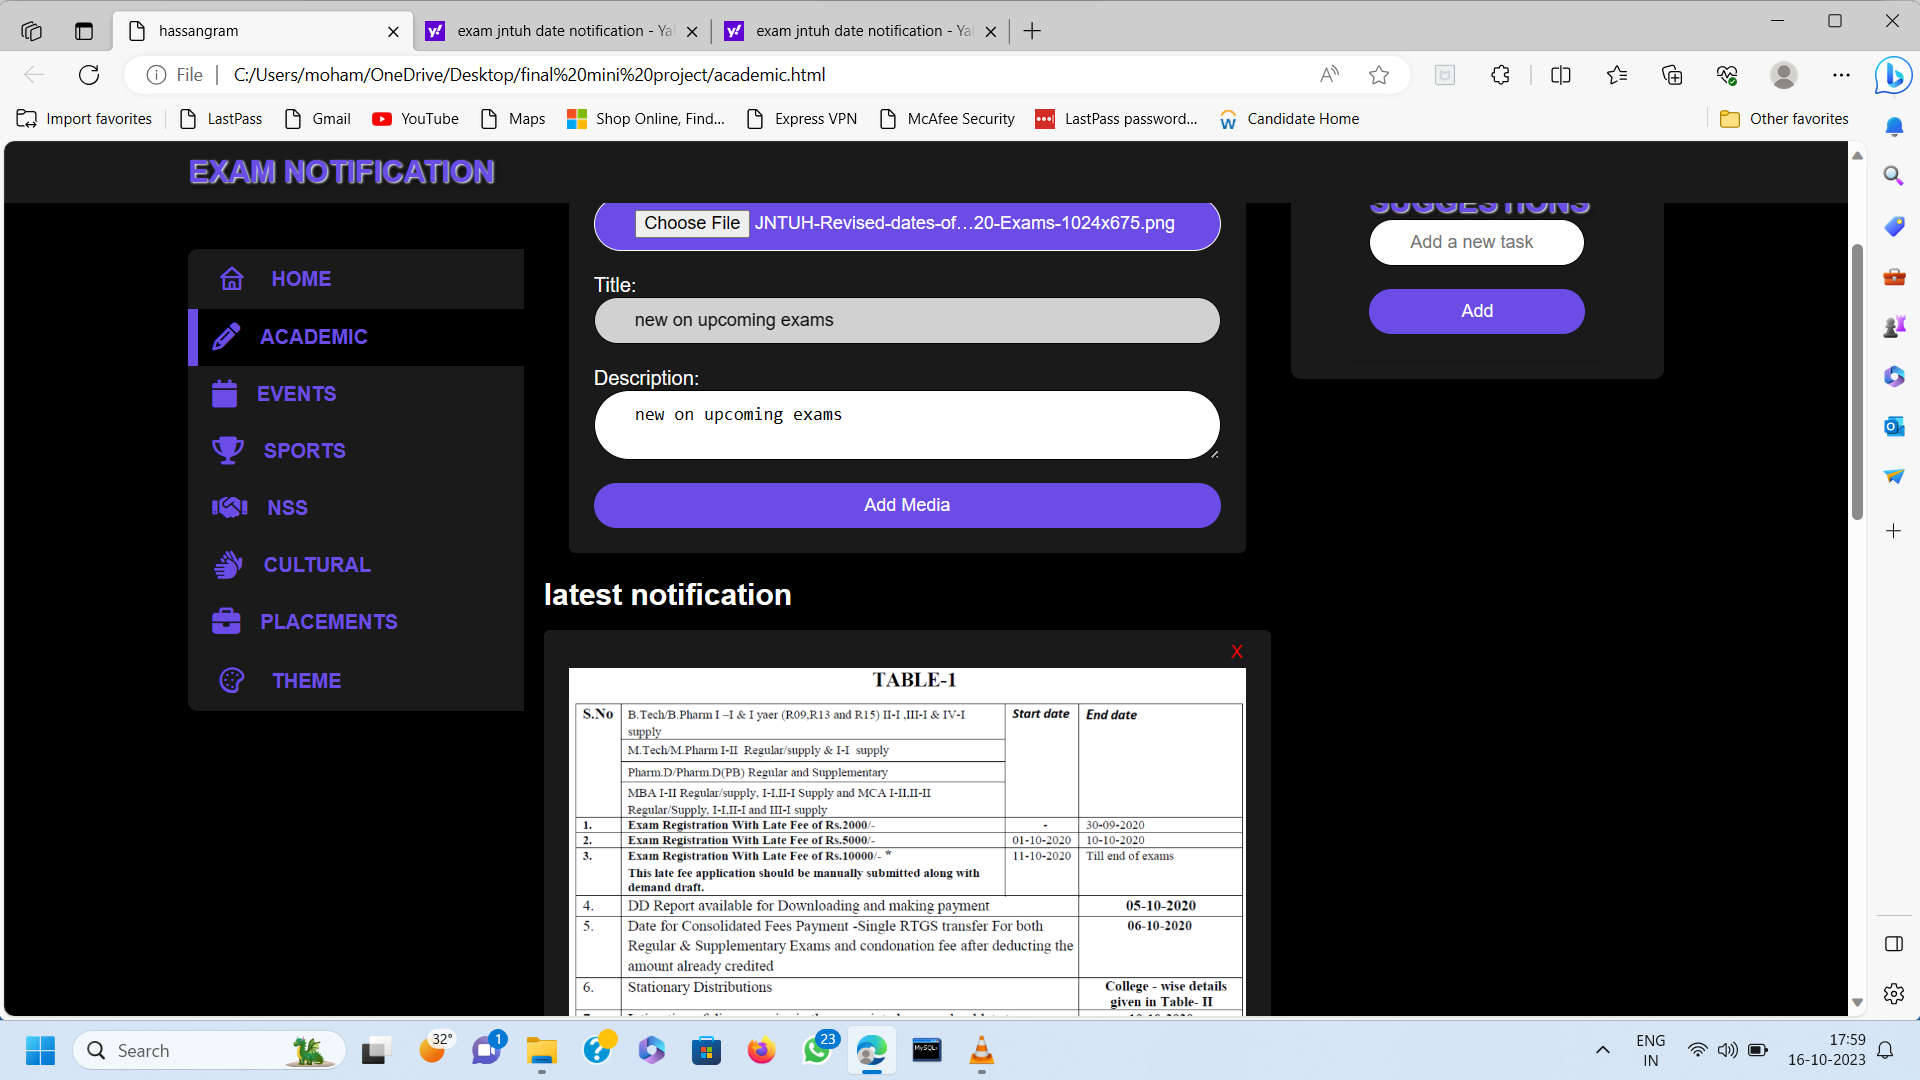 hassangram
exam jntuh date notification - Ya
exam jntuh date notification - Ya
File
C:/Users/moham/OneDrive/Desktop/final%20mini%20project/academic.html
Import favorites
LastPass
Gmail
YouTube
Maps
Shop Online, Find...
Express VPN
McAfee Security
LastPass password...
Candidate Home
Other favorites
EXAM NOTIFICATION
HOME
ACADEMIC
EVENTS
SPORTS
NSS
CULTURAL
PLACEMENTS
THEME
Choose File JNTUH-Revised-dates-of...20-Exams-1024x675.png
Title:
new on upcoming exams
Description:
new on upcoming exams
Add Media
SUGGESTIONS
Add a new task
Add
latest notification
X
TABLE-1
S.No
B.Tech/B.Pharm I –I & I yaer (R09,R13 and R15) II-I ,III-I & IV-I
supply
M.Tech/M.Pharm I-II Regular/supply & I-I supply
Pharm.D/Pharm.D(PB) Regular and Supplementary
MBA I-II Regular/supply, I-I,II-I Supply and MCA I-II,II-II
Regular/Supply, I-I,II-I and III-I supply
Start date
End date
1. Exam Registration With Late Fee of Rs.2000/- - 30-09-2020
2. Exam Registration With Late Fee of Rs.5000/- 01-10-2020 10-10-2020
3. Exam Registration With Late Fee of Rs.10000/- * 11-10-2020 Till end of exams
This late fee application should be manually submitted along with
demand draft.
4. DD Report available for Downloading and making payment 05-10-2020
5. Date for Consolidated Fees Payment -Single RTGS transfer For both 06-10-2020
Regular & Supplementary Exams and condonation fee after deducting the
amount already credited
6. Stationary Distributions College - wise details
given in Table- II
Search
32°
1
23
MySQL
ENG
IN
17:59
16-10-2023